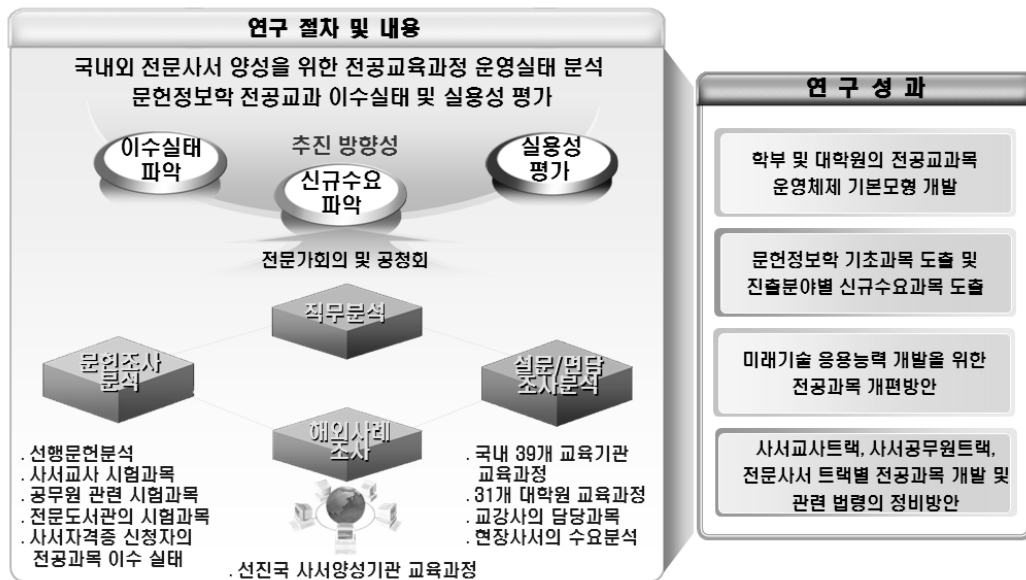 연구 절차 및 내용
국내외 전문사서 양성을 위한 전공교육과정 운영실태 분석
문헌정보학 전공교과 이수실태 및 실용성 평가
이수실태
파악
추진 방향성
신규수요
파악
실용성
평가
전문가회의 및 공청회
직무분석
문헌조사
분석
설문/면담
조사분석
해외사례
조사
. 선행문헌분석
. 사서교사 시험과목
. 공무원 관련 시험과목
. 전문도서관의 시험과목
. 사서자격증 신청자의
전공과목 이수 실태
. 선진국 사서양성기관 교육과정
. 국내 39개 교육기관
교육과정
. 31개 대학원 교육과정
. 교강사의 담당과목
. 현장사서의 수요분석
연 구 성 과
학부 및 대학원의 전공교과목
운영체제 기본모형 개발
문헌정보학 기초과목 도출 및
진출분야별 신규수요과목 도출
미래기술 응용능력 개발을 위한
전공과목 개편방안
사서교사트랙, 사서공무원트랙,
전문사서 트랙별 전공과목 개발 및
관련 법령의 정비방안